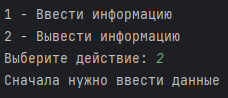 1 - Ввести информацию
2 - Вывести информацию
Выберите действие: 2
Сначала нужно ввести данные